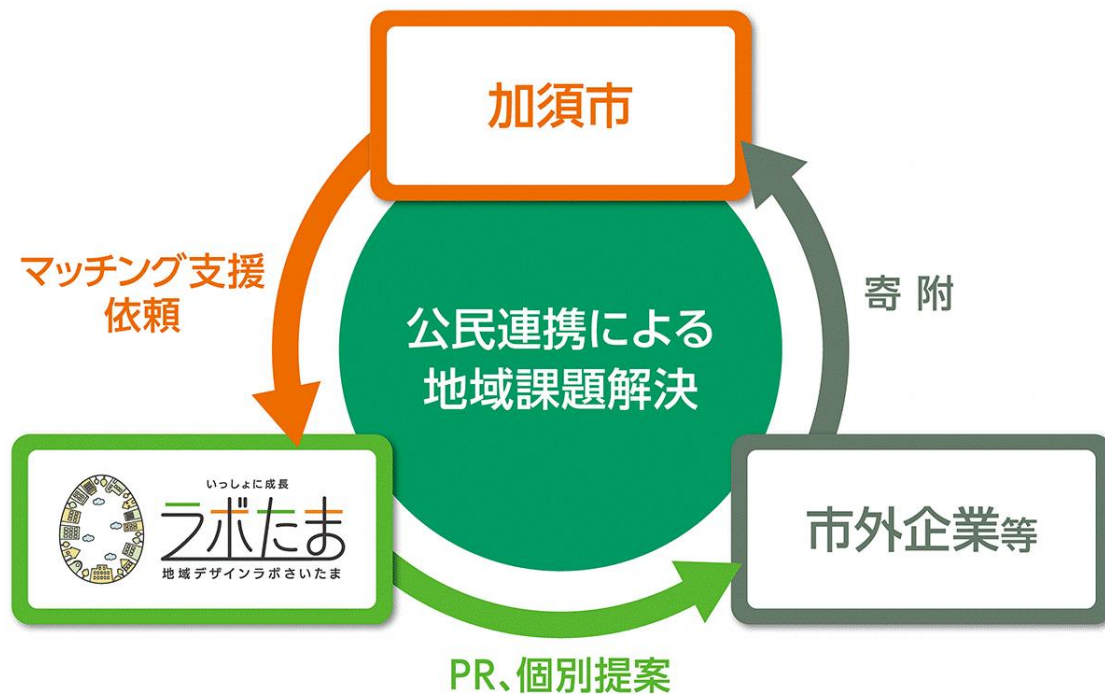 加須市
マッチング支援
依頼
寄附
公民連携による
地域課題解決
いっしょに成長
ラボたま
地域デザインラボさいたま
市外企業等
PR、個別提案